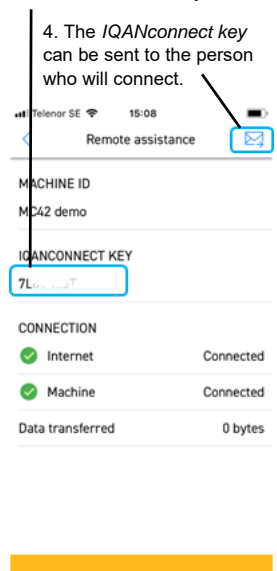 4. The IQANconnect key
can be sent to the person
who will connect.
Telenor SE 15:08
Remote assistance
MACHINE ID
MC42 demo
IQANCONNECT KEY
CONNECTION
Internet Connected
Machine Connected
Data transferred 0 bytes